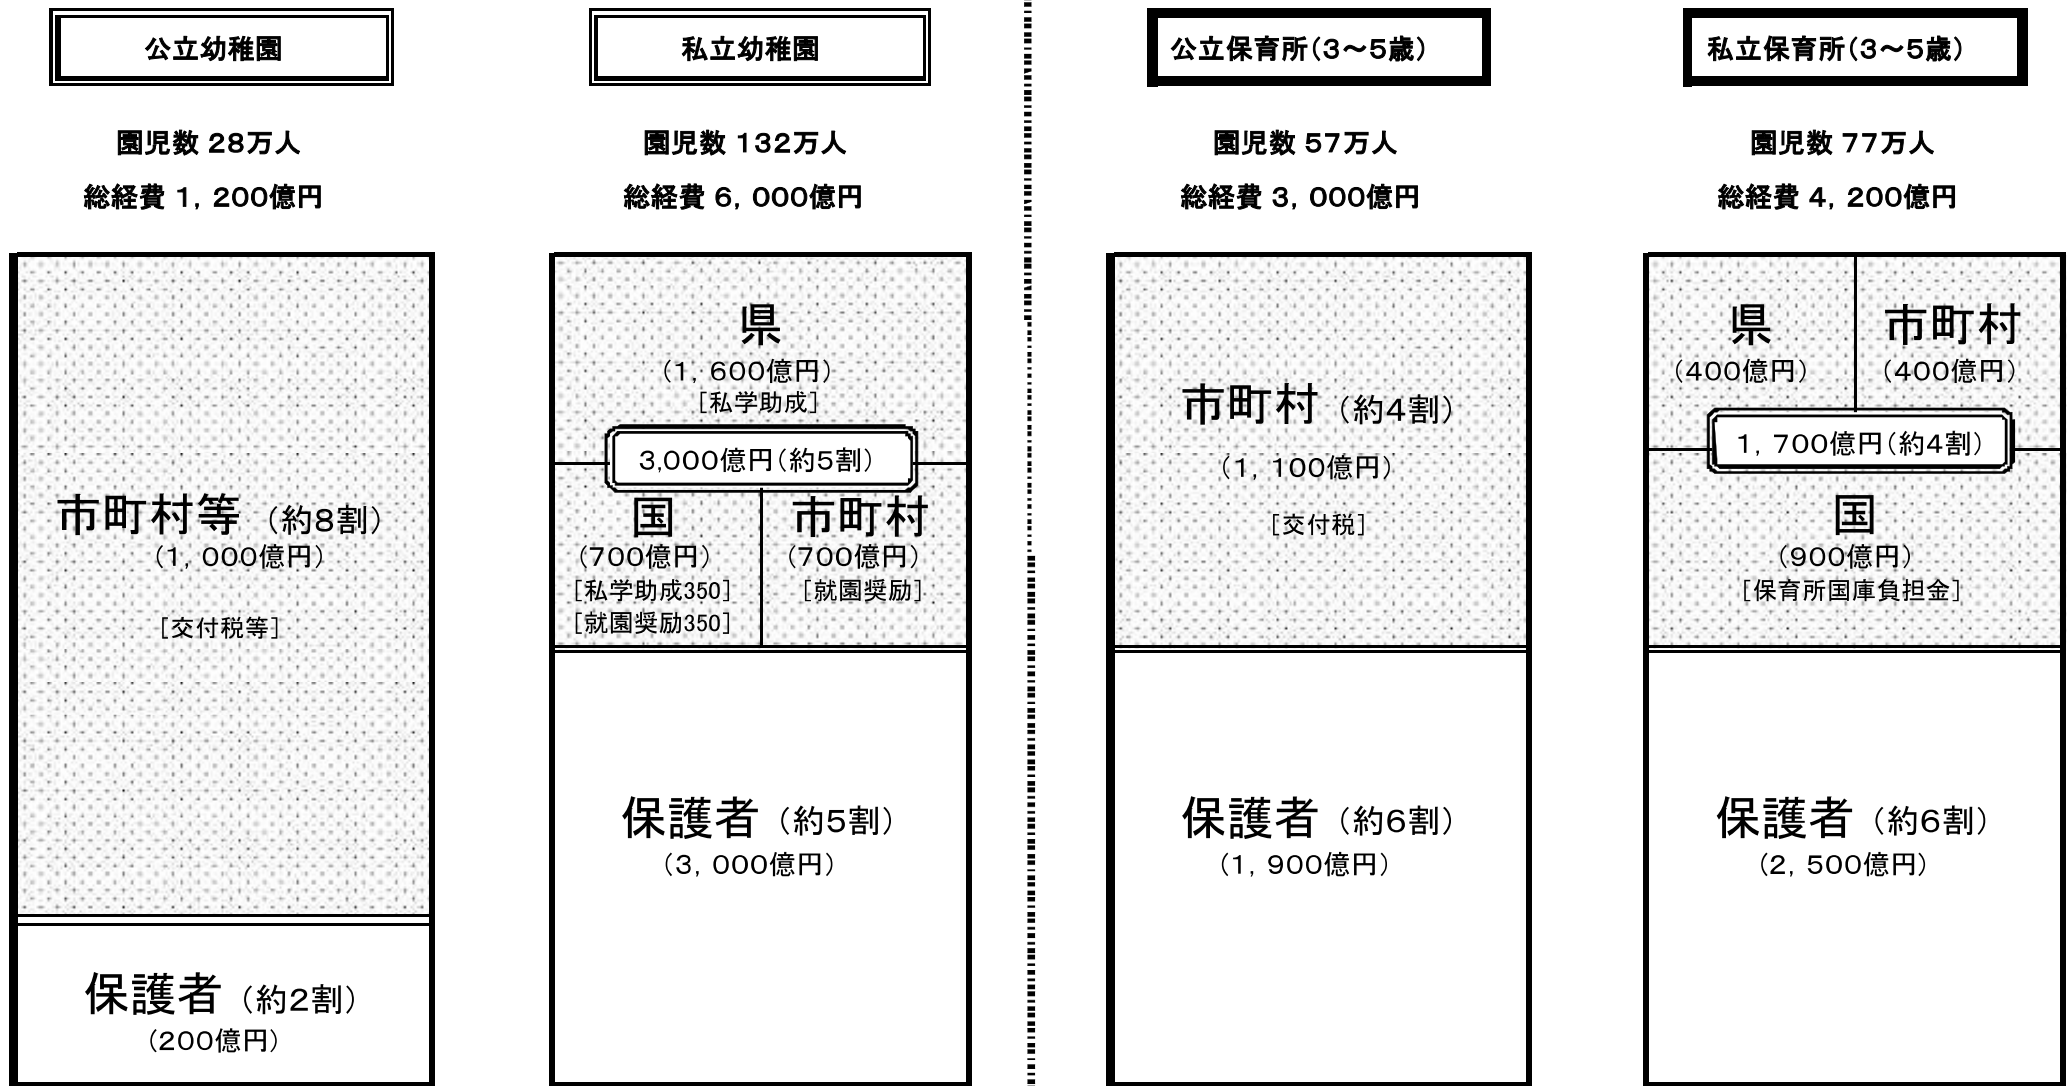 公立幼稚園
園児数 28万人
総経費 1，200億円
市町村等（約8割）
（1，000億円）
［交付税等］
保護者（約2割）
（200億円）
私立幼稚園
園児数 132万人
総経費 6，000億円
県
（1，600億円）
［私学助成］
3,000億円（約5割）
国
（700億円）
［私学助成350］
［就園奨励350］
市町村
（700億円）
［就園奨励］
保護者（約5割）
（3，000億円）
公立保育所（3～5歳）
園児数 57万人
総経費 3，000億円
市町村（約4割）
（1，100億円）
［交付税］
保護者（約6割）
（1，900億円）
私立保育所（3～5歳）
園児数 77万人
総経費 4，200億円
県
（400億円）
市町村
（400億円）
1，700億円（約4割）
国
（900億円）
［保育所国庫負担金］
保護者（約6割）
（2，500億円）